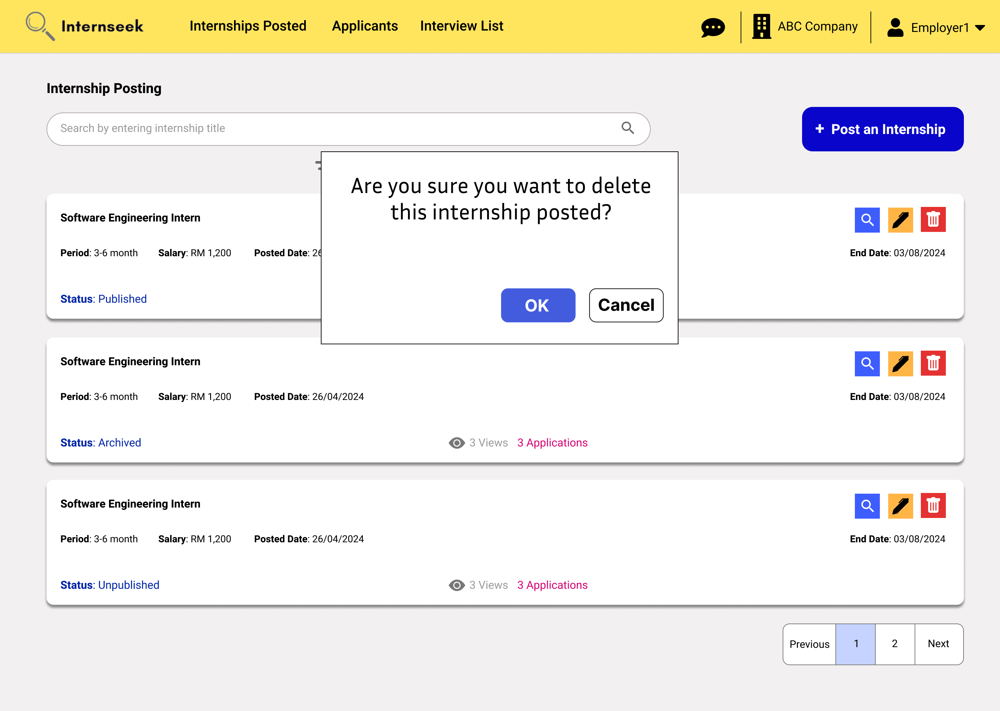 Internseek
Internships Posted
Applicants
Interview List
ABC Company
Employer1
Internship Posting
Search by entering internship title
+ Post an Internship
Are you sure you want to delete
this internship posted?
OK
Cancel
Software Engineering Intern
Period: 3-6 month
Salary: RM 1,200
Posted Date: 26
End Date: 03/08/2024
Status: Published
Software Engineering Intern
Period: 3-6 month
Salary: RM 1,200
Posted Date: 26/04/2024
End Date: 03/08/2024
Status: Archived
3 Views
3 Applications
Software Engineering Intern
Period: 3-6 month
Salary: RM 1,200
Posted Date: 26/04/2024
End Date: 03/08/2024
Status: Unpublished
3 Views
3 Applications
Previous
1
2
Next